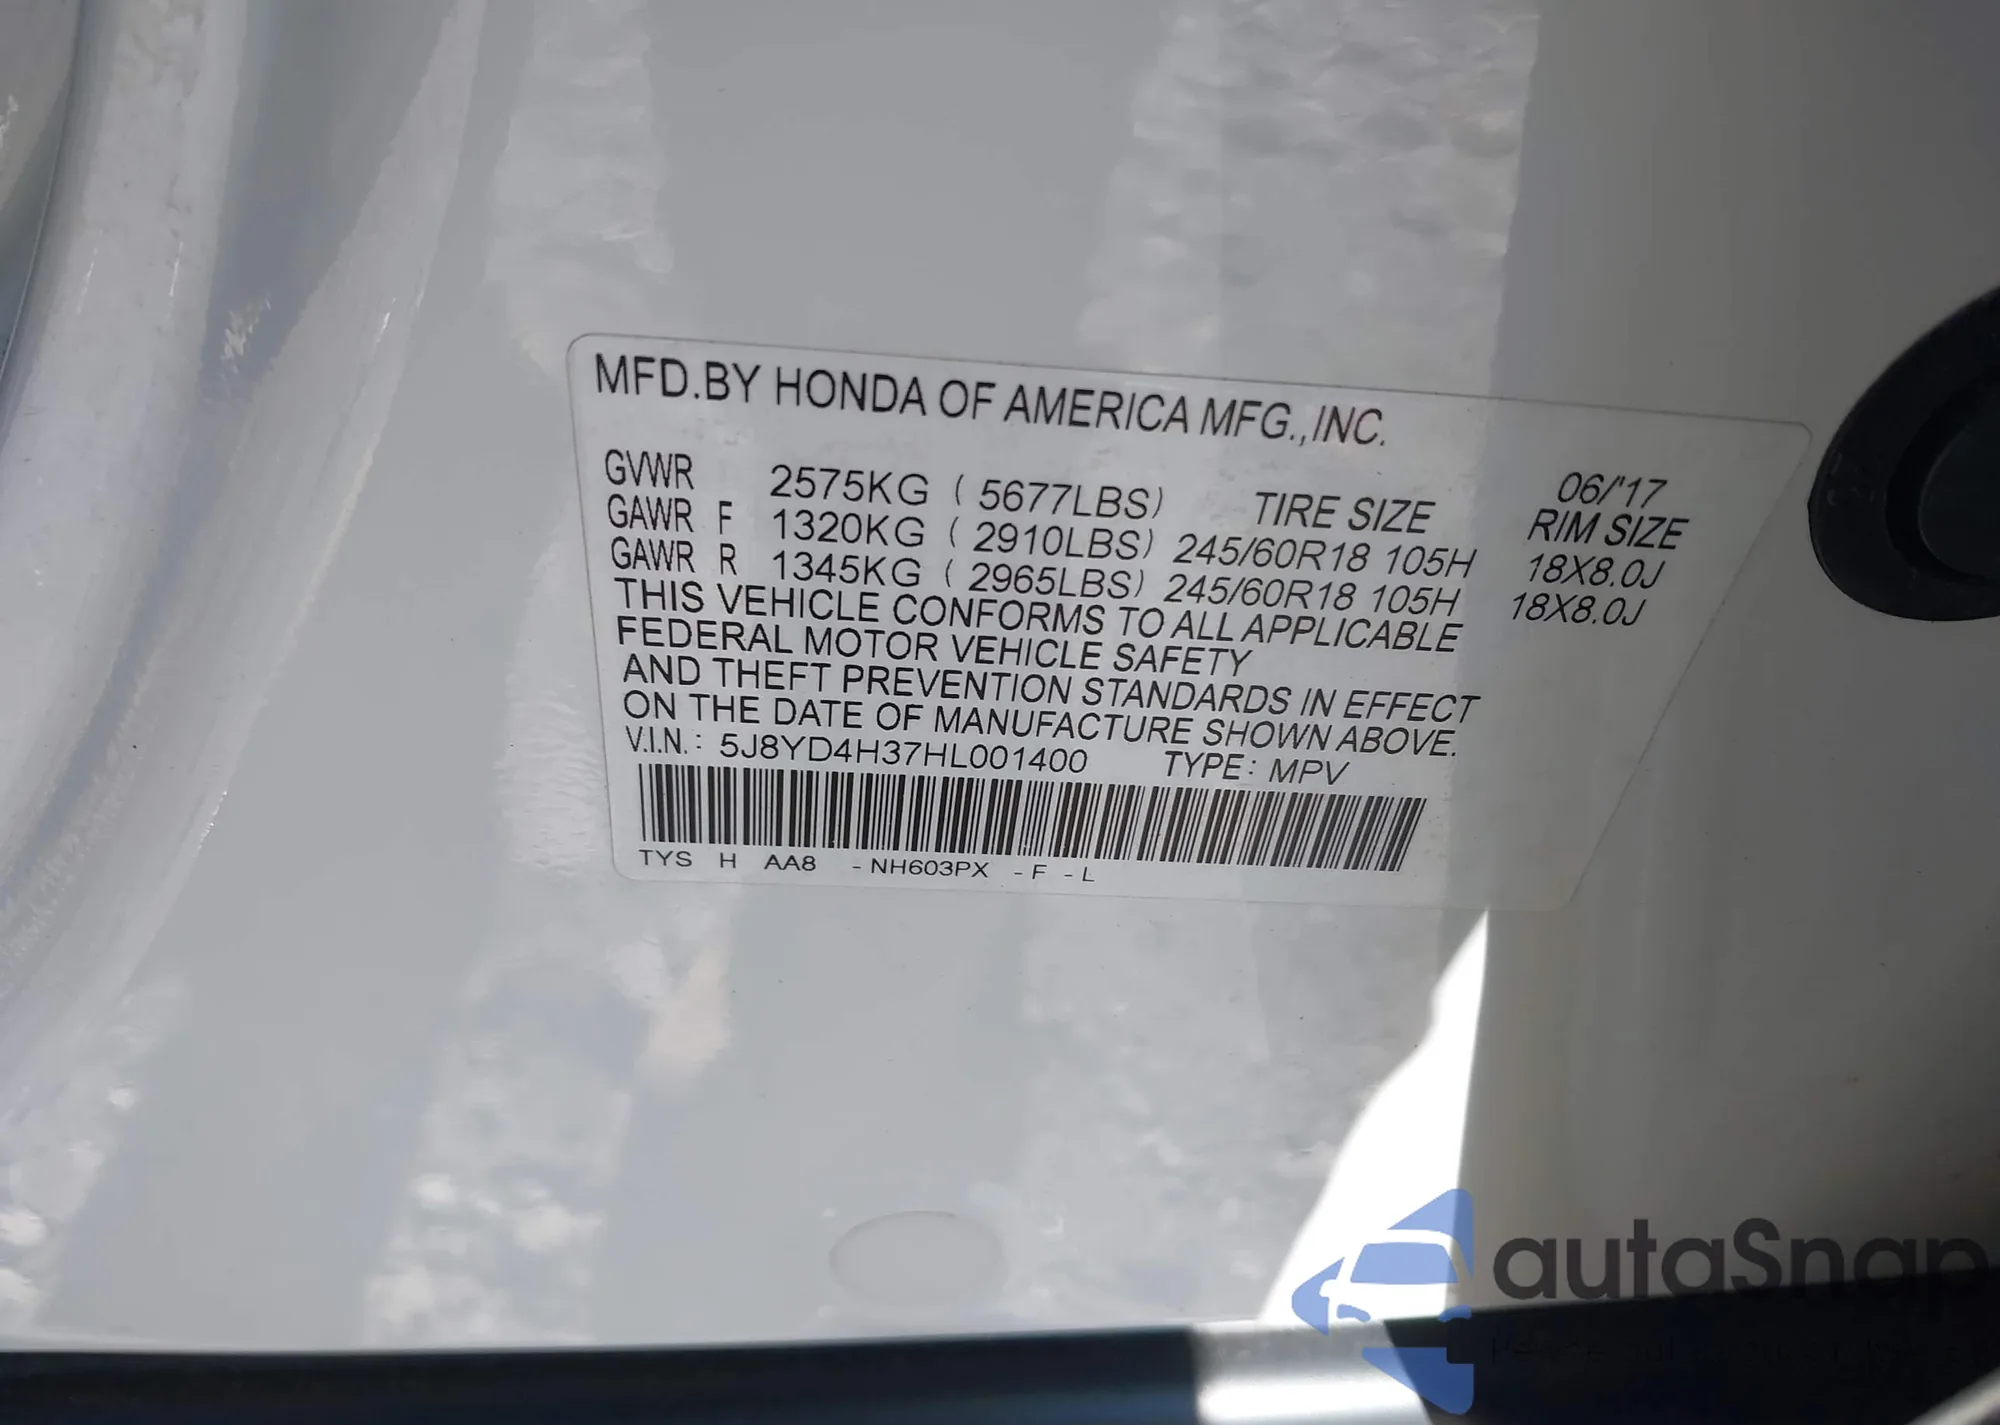 MFD.BY HONDA OF AMERICA MFG.,INC.
06/'17
GVWR 2575KG ( 5677LBS) TIRE SIZE RIM SIZE
GAWR F 1320KG ( 2910LBS) 245/60R18 105H 18X8.0J
GAWR R 1345KG ( 2965LBS) 245/60R18 105H 18X8.0J
THIS VEHICLE CONFORMS TO ALL APPLICABLE
FEDERAL MOTOR VEHICLE SAFETY
AND THEFT PREVENTION STANDARDS IN EFFECT
ON THE DATE OF MANUFACTURE SHOWN ABOVE.
V.I.N.: 5J8YD4H37HL001400 TYPE: MPV
TYS H AA8 -NH603PX -F -L
autoSnap